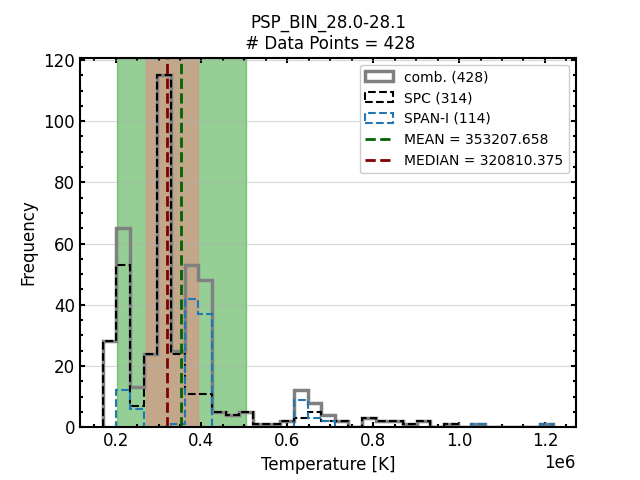 PSP_BIN_28.0-28.1
# Data Points = 428
comb. (428)
SPC (314)
SPAN-I (114)
MEAN = 353207.658
MEDIAN = 320810.375
Frequency
120
100
80
60
40
20
0
0.2 0.4 0.6 0.8 1.0 1.2
1e6
Temperature [K]